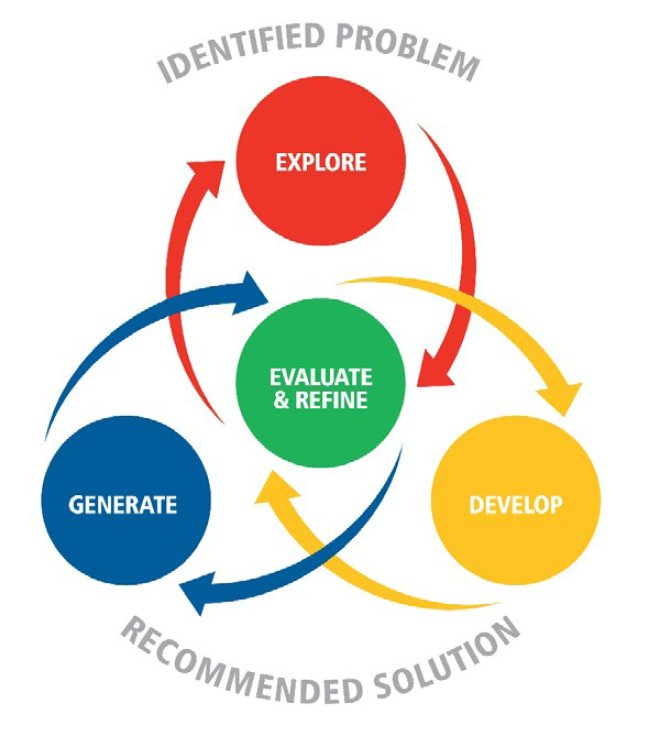 IDENTIFIED PROBLEM
EXPLORE
EVALUATE
& REFINE
GENERATE
DEVELOP
RECOMMENDED SOLUTION